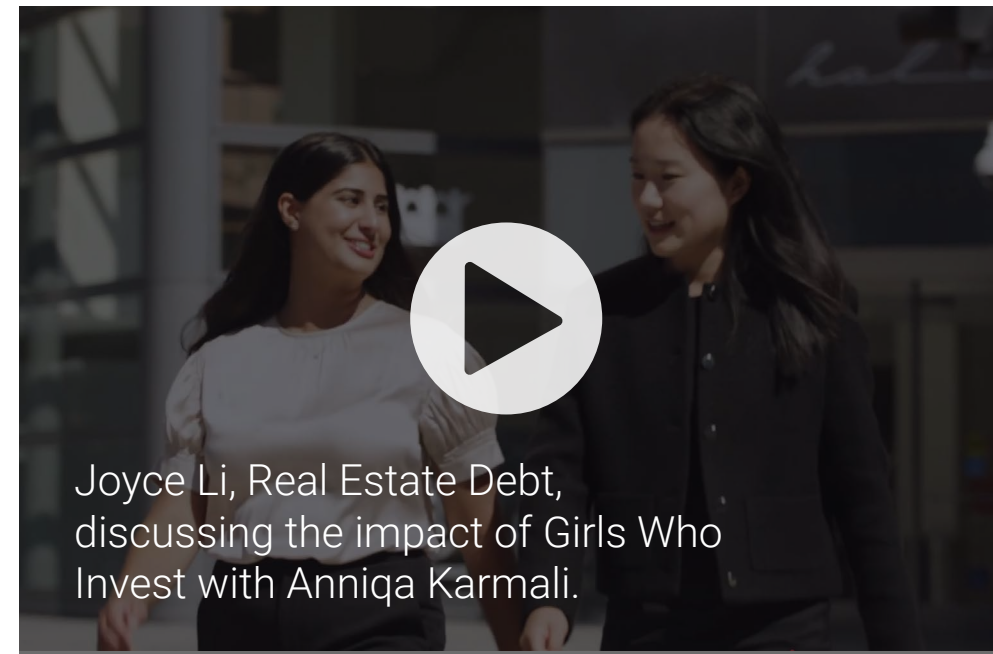 Joyce Li, Real Estate Debt,
discussing the impact of Girls Who
Invest with Anniqa Karmali.